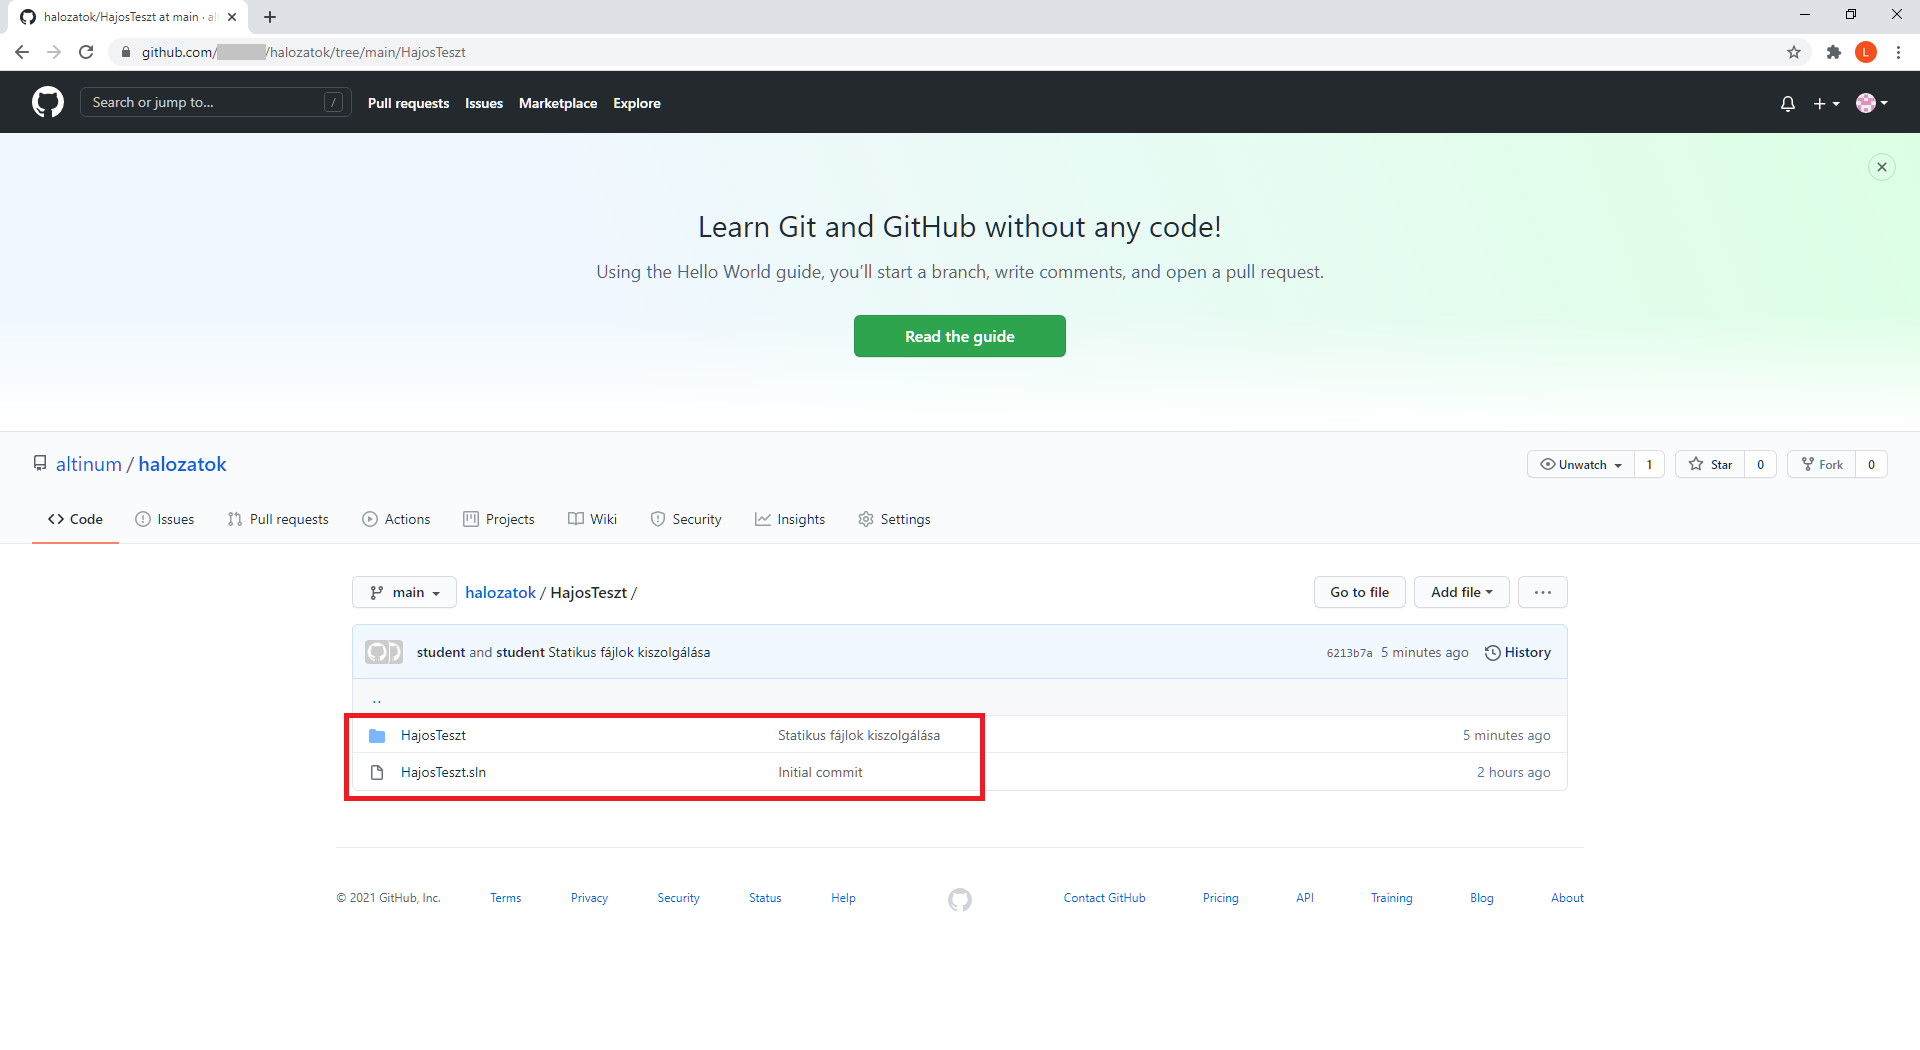 halozatok/HajosTeszt at main · al
github.com/ /halozatok/tree/main/HajosTeszt
L
Search or jump to...
/
Pull requests
Issues
Marketplace
Explore
Learn Git and GitHub without any code!
Using the Hello World guide, you’ll start a branch, write comments, and open a pull request.
Read the guide
altinum / halozatok
Unwatch 1
Star 0
Fork 0
Code
Issues
Pull requests
Actions
Projects
Wiki
Security
Insights
Settings
main
halozatok / HajosTeszt /
Go to file
Add file
student and student Statikus fájlok kiszolgálása
6213b7a 5 minutes ago
History
..
HajosTeszt Statikus fájlok kiszolgálása 5 minutes ago
HajosTeszt.sln Initial commit 2 hours ago
© 2021 GitHub, Inc.
Terms
Privacy
Security
Status
Help
Contact GitHub
Pricing
API
Training
Blog
About